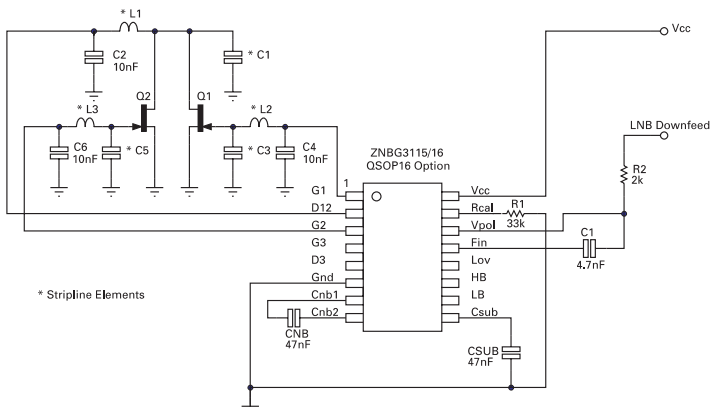 * L1
C2
10nF
* C1
Vcc
Q2
Q1
* L3
* L2
LNB Downfeed
C6
10nF
* C5
* C3
C4
10nF
ZNBG3115/16
QSOP16 Option
R2
2k
G1
1
Vcc
D12
Rcal
R1
33k
G2
Vpol
G3
Fin
C1
4.7nF
D3
Lov
* Stripline Elements
Gnd
HB
Cnb1
LB
Cnb2
Csub
CNB
47nF
CSUB
47nF